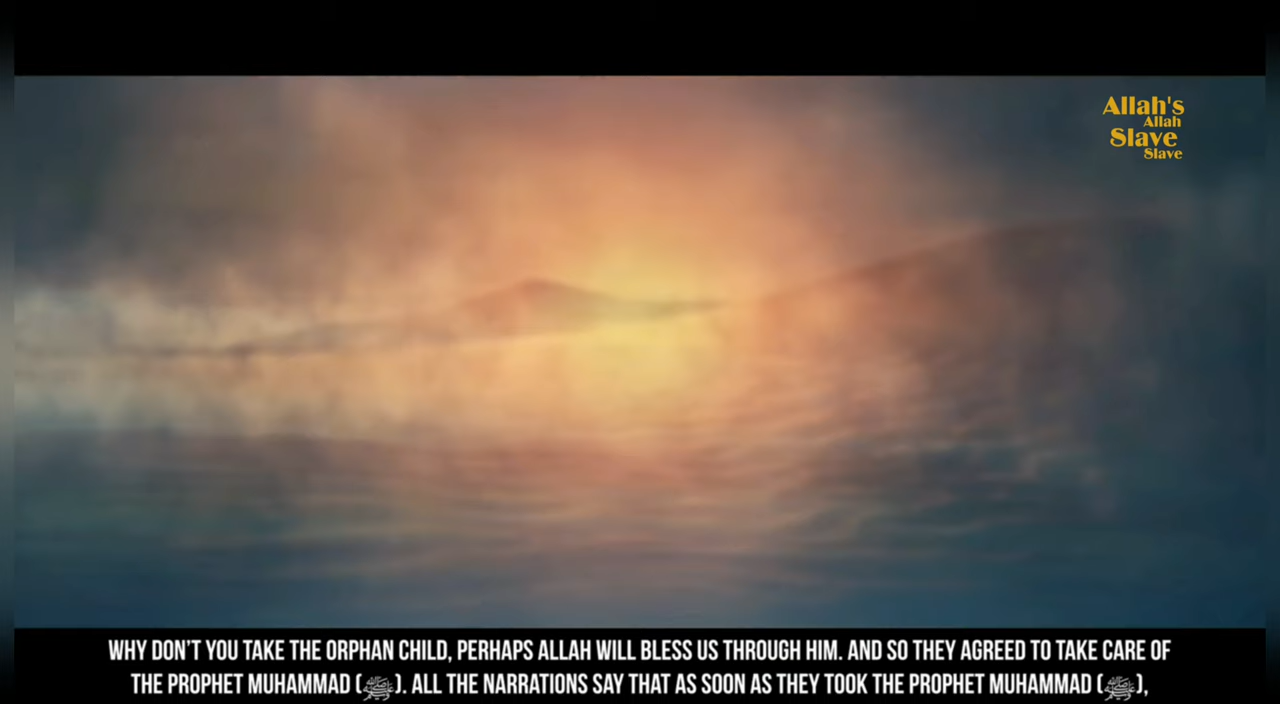 Allah's
Allah
Slave
Slave
WHY DON'T YOU TAKE THE ORPHAN CHILD, PERHAPS ALLAH WILL BLESS US THROUGH HIM. AND SO THEY AGREED TO TAKE CARE OF
THE PROPHET MUHAMMAD (ﷺ). ALL THE NARRATIONS SAY THAT AS SOON AS THEY TOOK THE PROPHET MUHAMMAD (ﷺ),